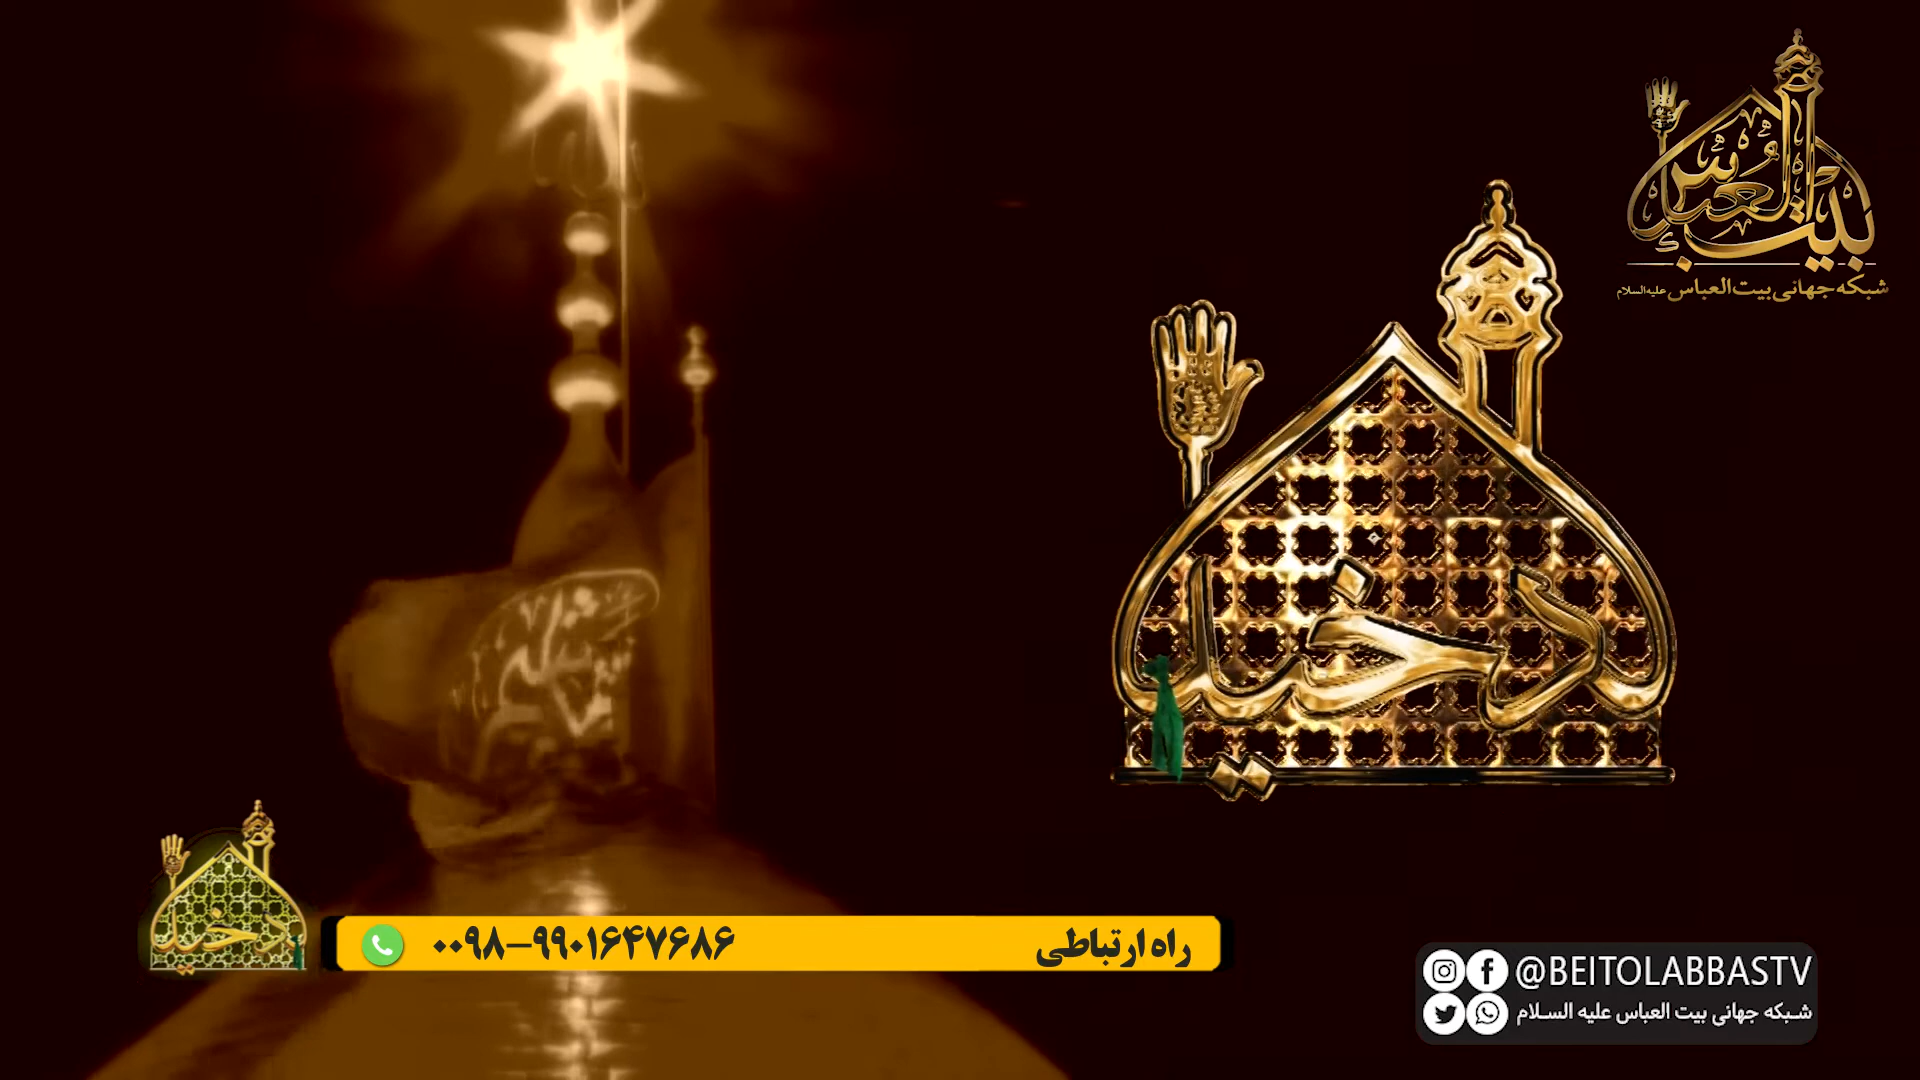 بیت العباس
شبکه جهانی بیت العباس علیه السلام
دخیل
دخیل
راه ارتباطی
۰۰۹۸-۹۹۰۱۶۴۷۶۸۶
@BEITOLABBASTV
شبکه جهانی بیت العباس علیه السلام